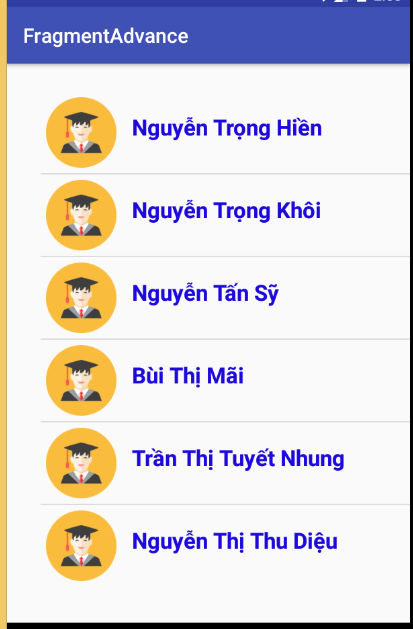 FragmentAdvance
Nguyễn Trọng Hiền
Nguyễn Trọng Khôi
Nguyễn Tấn Sỹ
Bùi Thị Mãi
Trần Thị Tuyết Nhung
Nguyễn Thị Thu Diệu